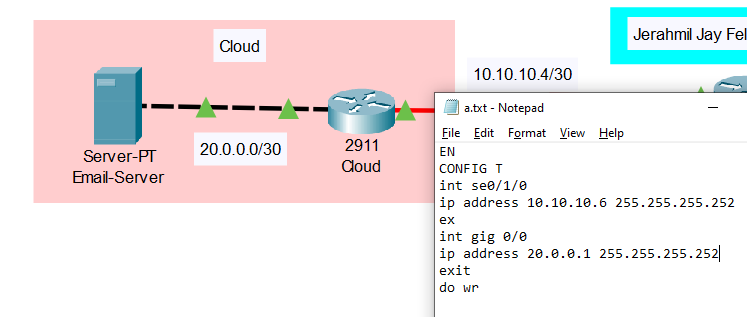 Cloud
Jerahmil Jay Fel
10.10.10.4/30
20.0.0.0/30
Server-PT
Email-Server
2911
Cloud
a.txt - Notepad
File Edit Format View Help
EN
CONFIG T
int se0/1/0
ip address 10.10.10.6 255.255.255.252
ex
int gig 0/0
ip address 20.0.0.1 255.255.255.252
exit
do wr